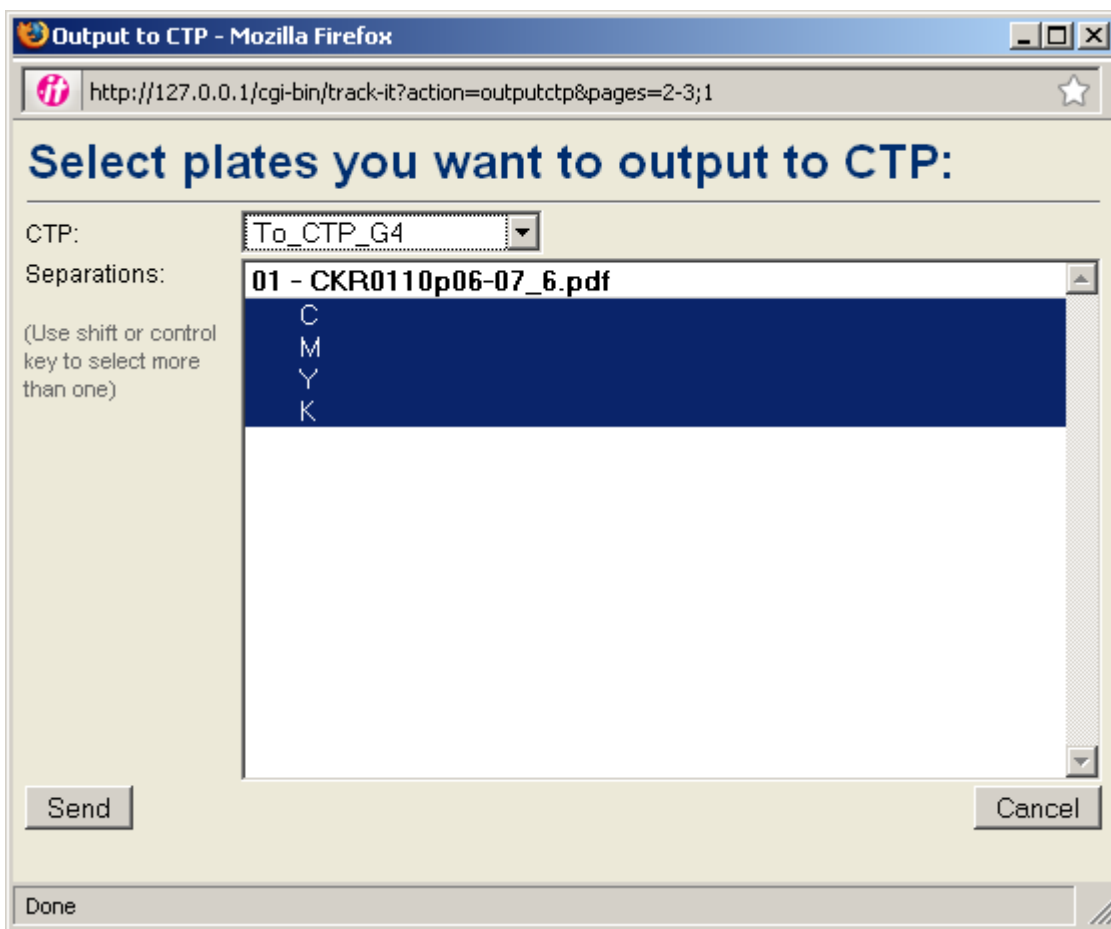 Output to CTP - Mozilla Firefox
http://127.0.0.1/cgi-bin/track-it?action=outputctp&pages=2-3;1
Select plates you want to output to CTP:
CTP:
To_CTP_G4
Separations:
01 - CKR0110p06-07_6.pdf
(Use shift or control
key to select more
than one)
C
M
Y
K
Send
Cancel
Done